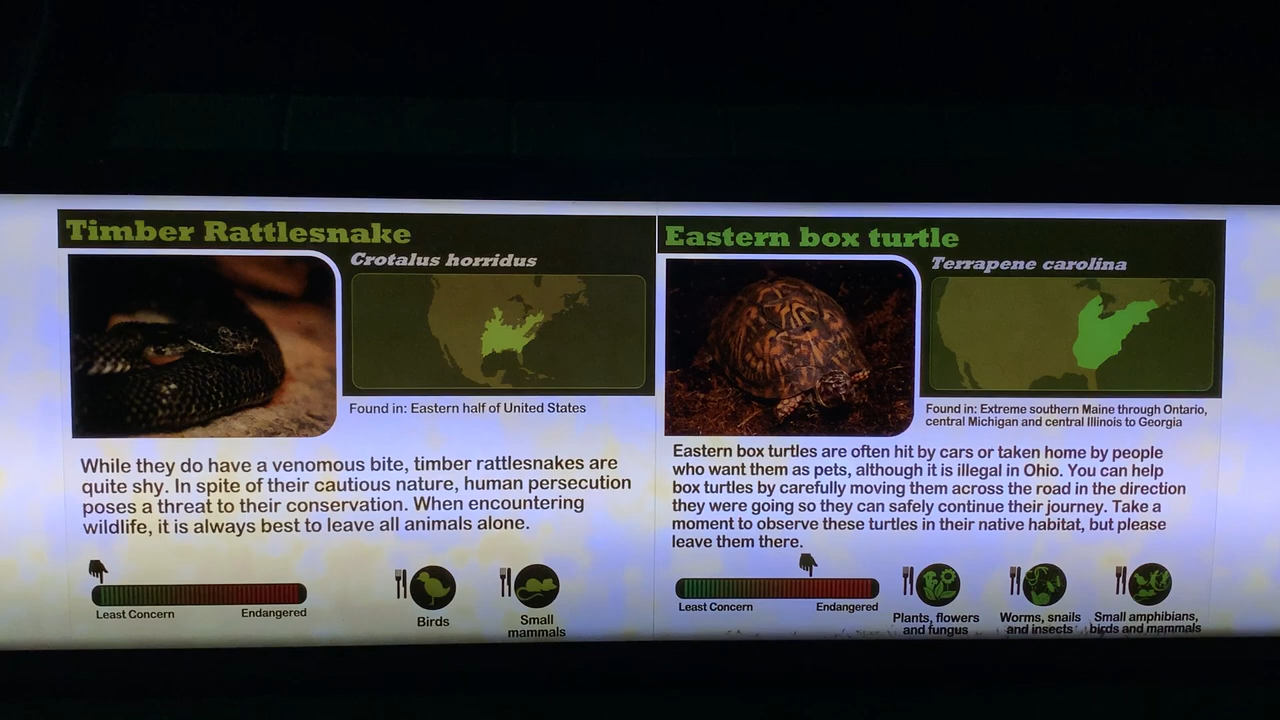 Timber Rattlesnake
Crotalus horridus
Found in: Eastern half of United States
While they do have a venomous bite, timber rattlesnakes are
quite shy. In spite of their cautious nature, human persecution
poses a threat to their conservation. When encountering
wildlife, it is always best to leave all animals alone.
Least Concern
Endangered
Birds
Small
mammals
Eastern box turtle
Terrapene carolina
Found in: Extreme southern Maine through Ontario,
central Michigan and central Illinois to Georgia
Eastern box turtles are often hit by cars or taken home by people
who want them as pets, although it is illegal in Ohio. You can help
box turtles by carefully moving them across the road in the direction
they were going so they can safely continue their journey. Take a
moment to observe these turtles in their native habitat, but please
leave them there.
Least Concern
Endangered
Plants, flowers
and fungus
Worms, snails
and insects
Small amphibians,
birds and mammals